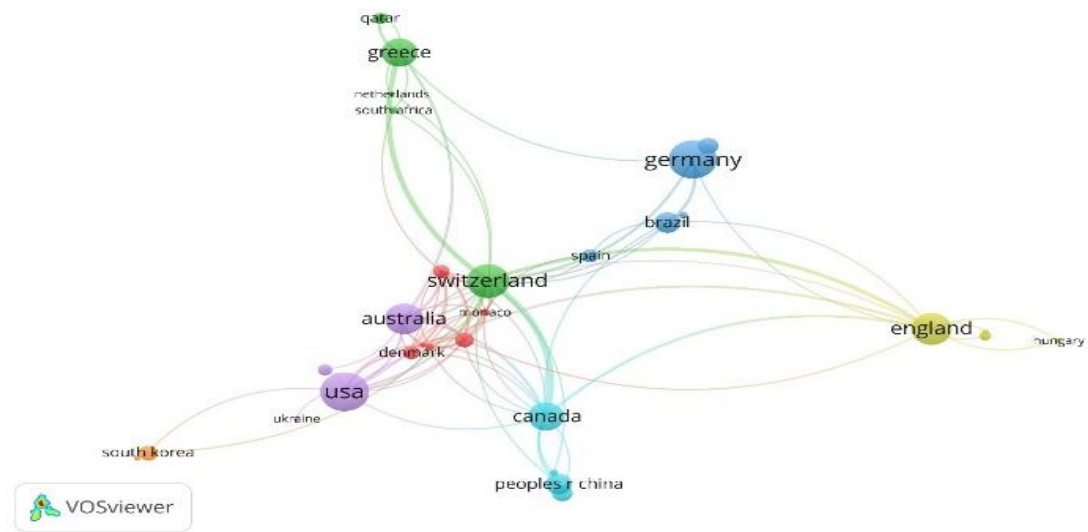 qatar
greece
netherlands
south africa
germany
brazil
spain
switzerland
monaco
australia
england
hungary
denmark
usa
canada
ukraine
south korea
peoples r china
VOSviewer